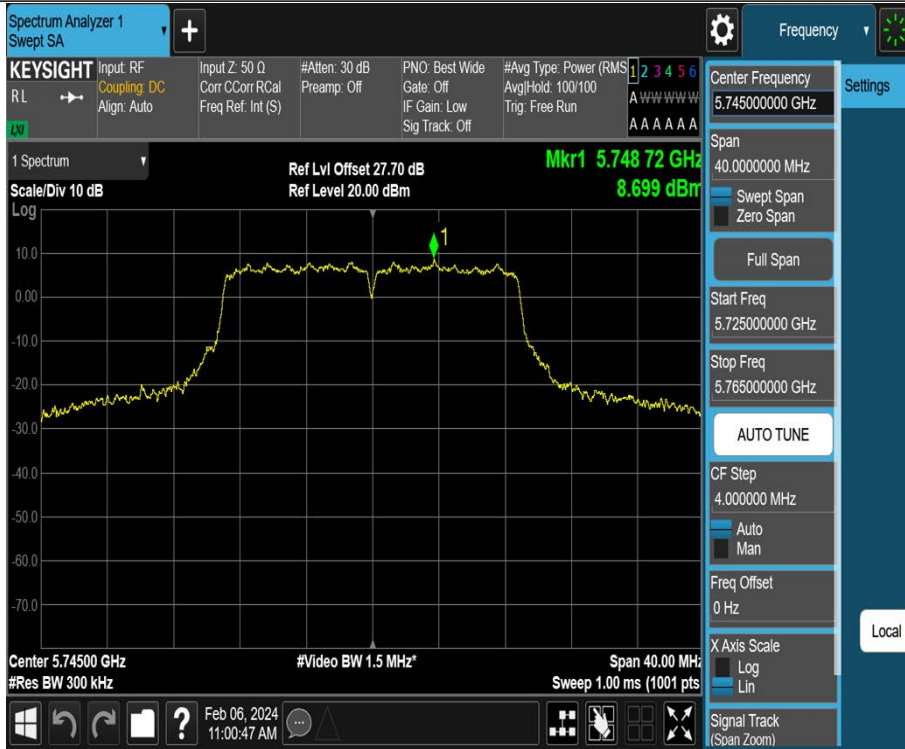 Spectrum Analyzer 1
Swept SA
+
Frequency
KEYSIGHT
RL
LXI
Input: RF
Coupling: DC
Align: Auto
Input Z: 50 Ω
Corr CCorr RCal
Freq Ref: Int (S)
#Atten: 30 dB
Preamp: Off
PNO: Best Wide
Gate: Off
IF Gain: Low
Sig Track: Off
#Avg Type: Power (RMS
Avg|Hold: 100/100
Trig: Free Run
1 2 3 4 5 6
A W W W W W
A A A A A A
Center Frequency
5.745000000 GHz
Settings
Span
40.0000000 MHz
Swept Span
Zero Span
Full Span
Start Freq
5.725000000 GHz
Stop Freq
5.765000000 GHz
AUTO TUNE
CF Step
4.000000 MHz
Auto
Man
Freq Offset
0 Hz
X Axis Scale
Log
Lin
Signal Track
(Span Zoom)
Local
1 Spectrum
Scale/Div 10 dB
Log
Ref Lvl Offset 27.70 dB
Ref Level 20.00 dBm
Mkr1 5.748 72 GHz
8.699 dBm
1
10.0
0.00
-10.0
-20.0
-30.0
-40.0
-50.0
-60.0
-70.0
Center 5.74500 GHz
#Res BW 300 kHz
#Video BW 1.5 MHz*
Span 40.00 MHz
Sweep 1.00 ms (1001 pts
?
Feb 06, 2024
11:00:47 AM